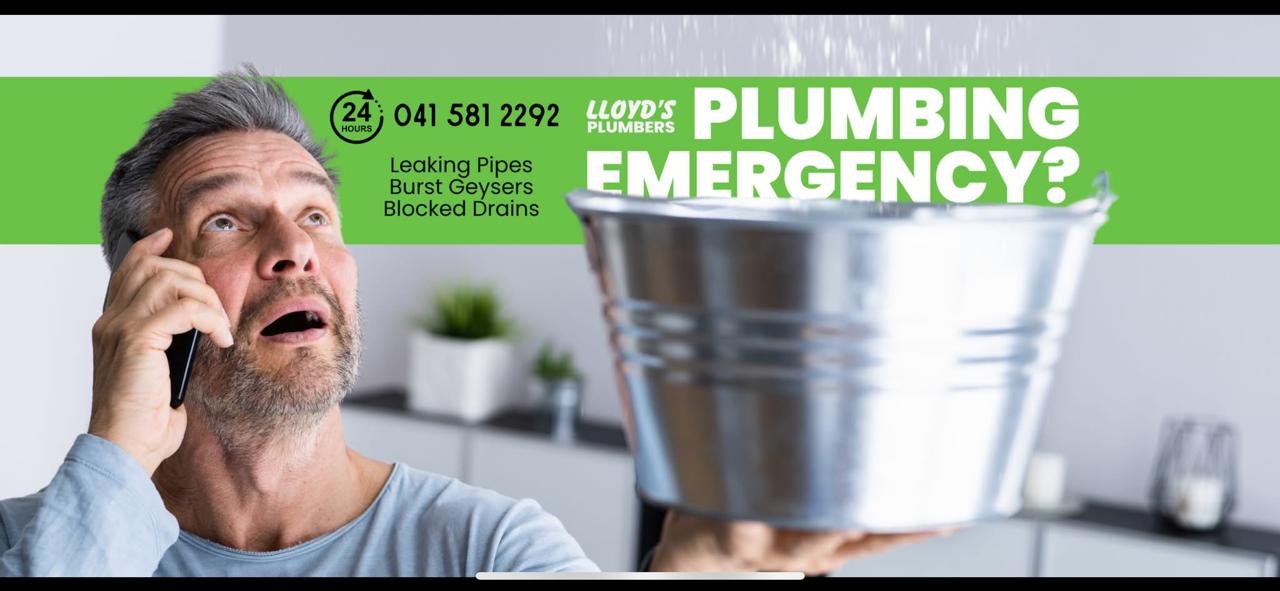 24
HOURS
041 581 2292
Leaking Pipes
Burst Geysers
Blocked Drains
LLOYD'S
PLUMBERS
PLUMBING
EMERGENCY?